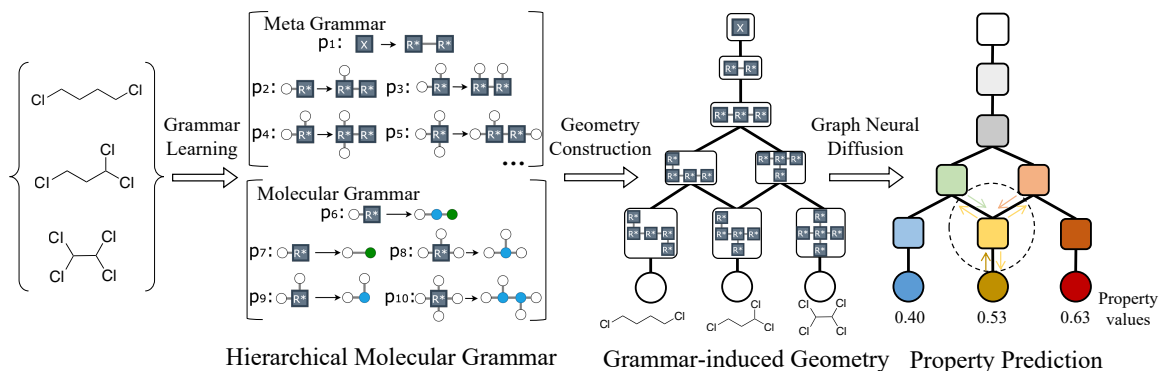 Meta Grammar
p1: X → R* R*
p2: R* → R* R*
p3: R* → R* R*
p4: R* → R* R*
p5: R* → R* R*
...
Molecular Grammar
p6: R* →
p7: R* →
p8: R* →
p9: R* →
p10: R* →
Hierarchical Molecular Grammar
Cl Cl
Cl
Cl Cl
Cl Cl
Cl Cl
Grammar
Learning
Geometry
Construction
X
R* R*
R* R* R*
R*
R* R* R*
R* R* R*
R*
R*
R* R* R*
R*
R*
R* R* R*
R*
R*
R* R* R*
R*
Cl Cl
Cl
Cl Cl
Cl Cl
Cl Cl
Grammar-induced Geometry
Graph Neural
Diffusion
0.40
0.53
0.63
Property
values
Property Prediction